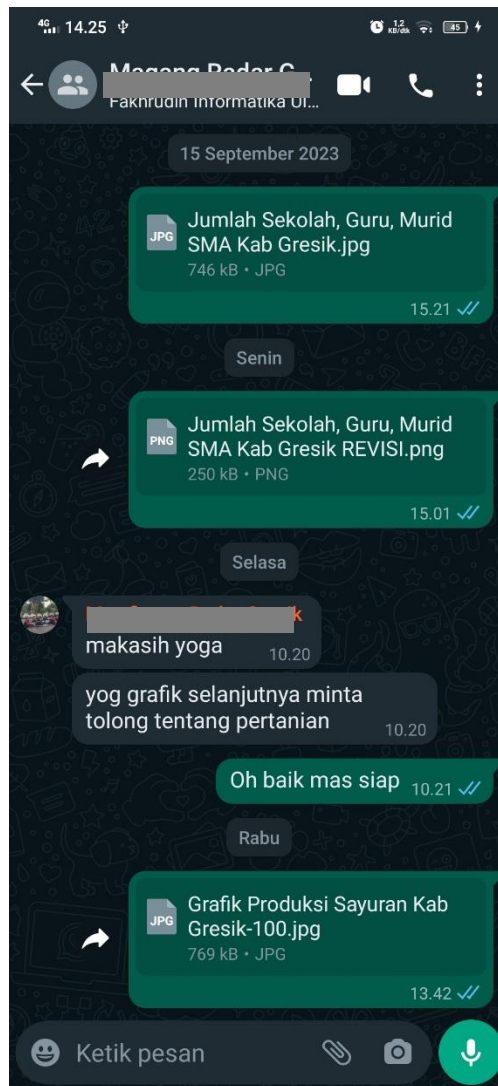 4G 14.25
1,2 KB/dtk 45
Fakhrudin Informatika UI...
15 September 2023
JPG
Jumlah Sekolah, Guru, Murid
SMA Kab Gresik.jpg
746 kB • JPG
15.21
Senin
PNG
Jumlah Sekolah, Guru, Murid
SMA Kab Gresik REVISI.png
250 kB • PNG
15.01
Selasa
makasih yoga 10.20
yog grafik selanjutnya minta
tolong tentang pertanian 10.20
Oh baik mas siap 10.21
Rabu
JPG
Grafik Produksi Sayuran Kab
Gresik-100.jpg
769 kB • JPG
13.42
Ketik pesan